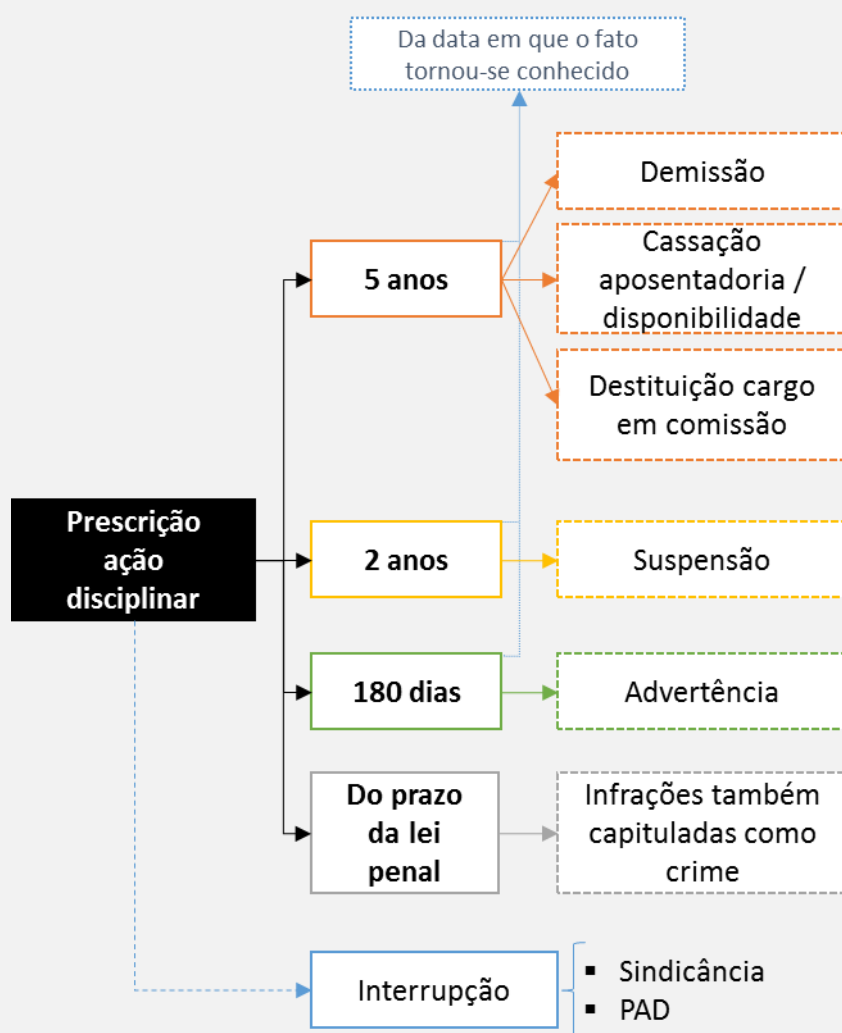 Da data em que o fato
tornou-se conhecido
Demissão
5 anos
Cassação
aposentadoria /
disponibilidade
Destituição cargo
em comissão
Prescrição
ação
disciplinar
2 anos
Suspensão
180 dias
Advertência
Do prazo
da lei
penal
Infrações também
capituladas como
crime
Interrupção
▪ Sindicância
▪ PAD